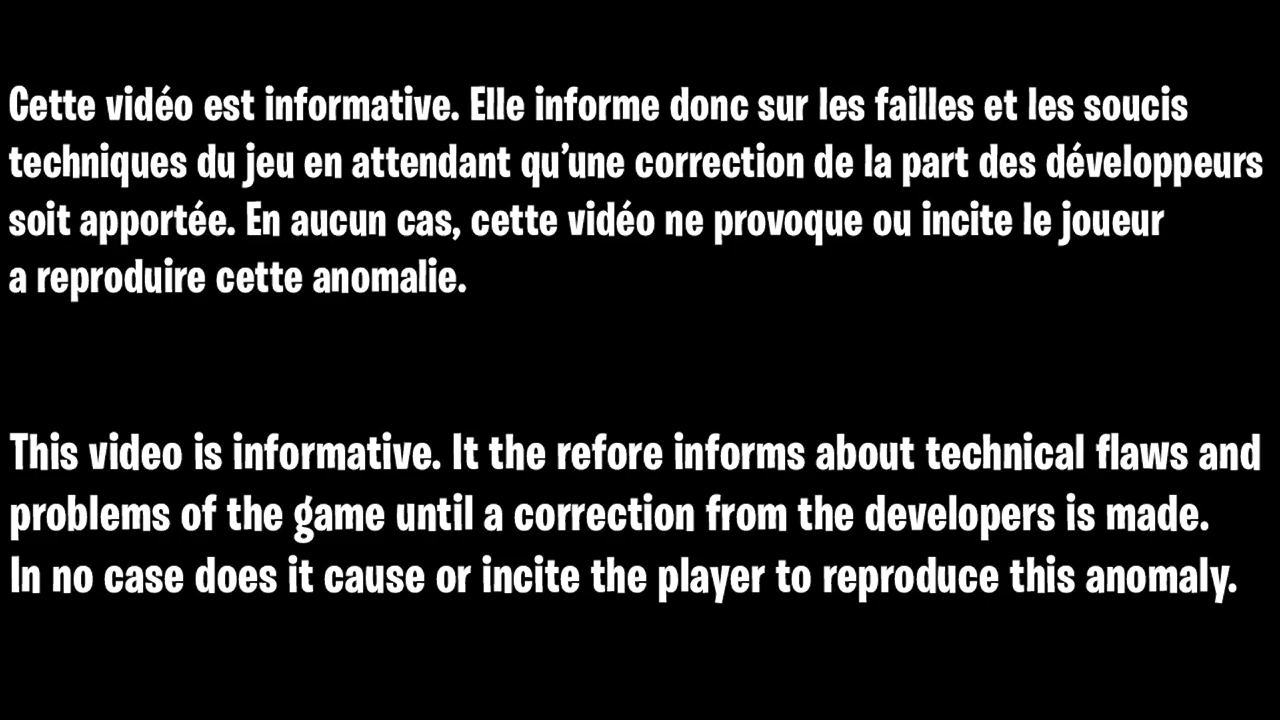 Cette vidéo est informative. Elle informe donc sur les failles et les soucis
techniques du jeu en attendant qu’une correction de la part des développeurs
soit apportée. En aucun cas, cette vidéo ne provoque ou incite le joueur
a reproduire cette anomalie.
This video is informative. It the refore informs about technical flaws and
problems of the game until a correction from the developers is made.
In no case does it cause or incite the player to reproduce this anomaly.